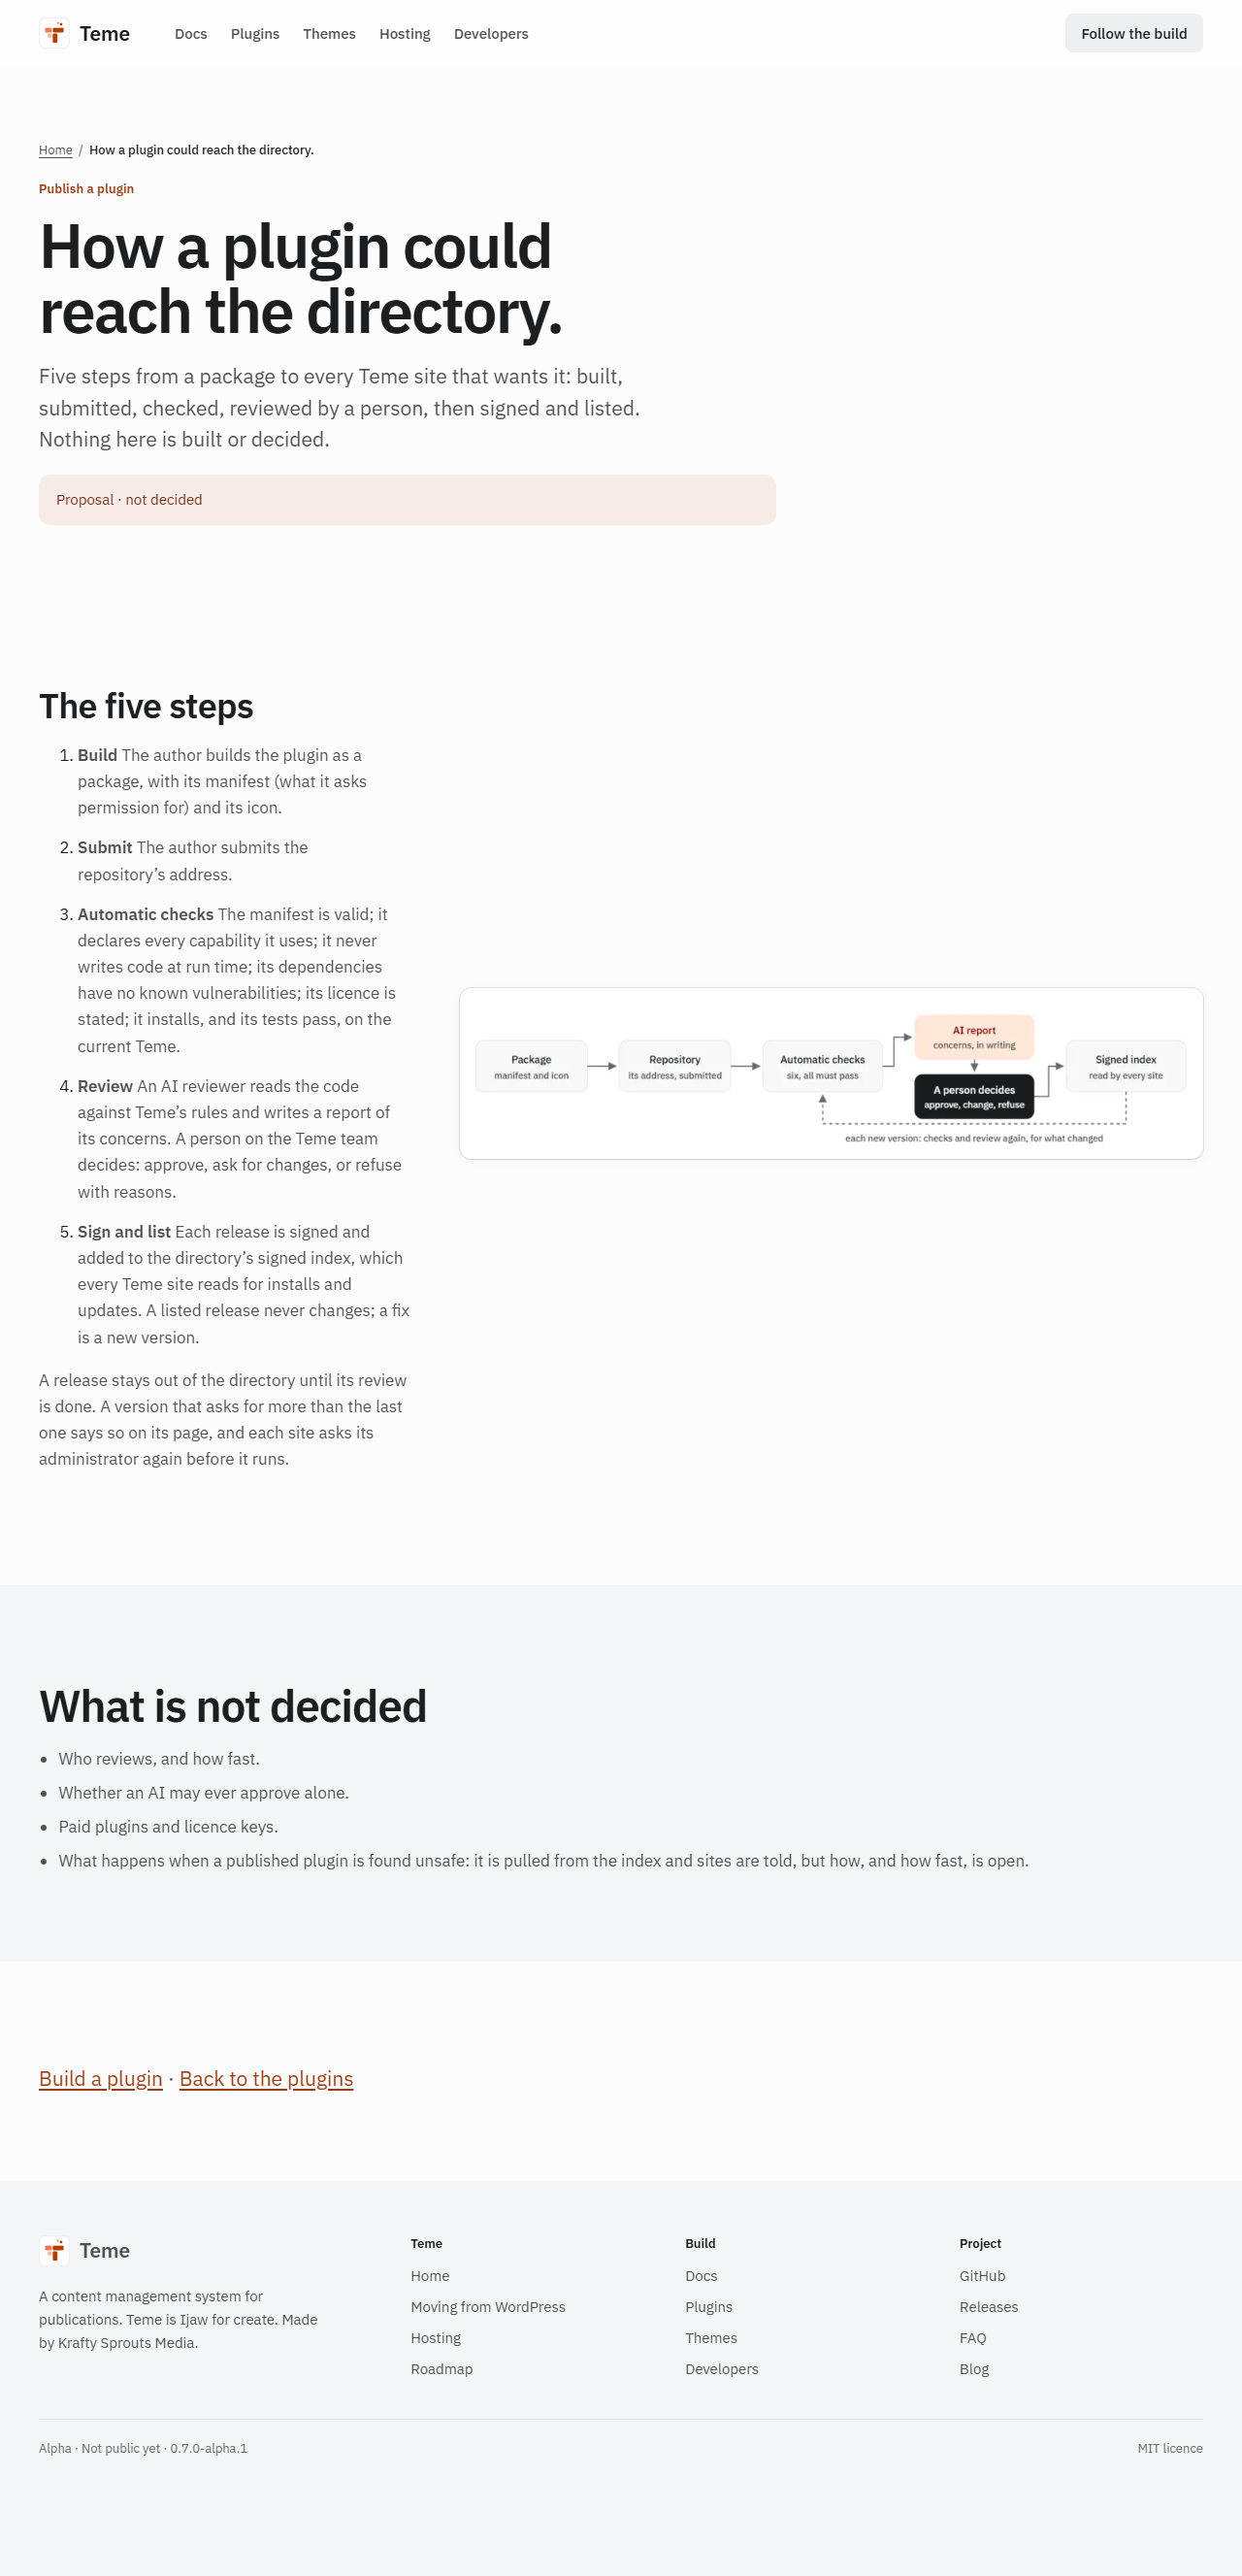 Teme
Docs
Plugins
Themes
Hosting
Developers
Follow the build
Home / How a plugin could reach the directory.
Publish a plugin
How a plugin could
reach the directory.
Five steps from a package to every Teme site that wants it: built,
submitted, checked, reviewed by a person, then signed and listed.
Nothing here is built or decided.
Proposal · not decided
The five steps
1. Build The author builds the plugin as a
package, with its manifest (what it asks
permission for) and its icon.
2. Submit The author submits the
repository’s address.
3. Automatic checks The manifest is valid; it
declares every capability it uses; it never
writes code at run time; its dependencies
have no known vulnerabilities; its licence is
stated; it installs, and its tests pass, on the
current Teme.
4. Review An AI reviewer reads the code
against Teme’s rules and writes a report of
its concerns. A person on the Teme team
decides: approve, ask for changes, or refuse
with reasons.
5. Sign and list Each release is signed and
added to the directory’s signed index, which
every Teme site reads for installs and
updates. A listed release never changes; a fix
is a new version.
A release stays out of the directory until its review
is done. A version that asks for more than the last
one says so on its page, and each site asks its
administrator again before it runs.
Package
manifest and icon
Repository
its address, submitted
Automatic checks
six, all must pass
AI report
concerns, in writing
A person decides
approve, change, refuse
Signed index
read by every site
each new version: checks and review again, for what changed
What is not decided
• Who reviews, and how fast.
• Whether an AI may ever approve alone.
• Paid plugins and licence keys.
• What happens when a published plugin is found unsafe: it is pulled from the index and sites are told, but how, and how fast, is open.
Build a plugin · Back to the plugins
Teme
A content management system for
publications. Teme is Ijaw for create. Made
by Krafty Sprouts Media.
Teme
Home
Moving from WordPress
Hosting
Roadmap
Build
Docs
Plugins
Themes
Developers
Project
GitHub
Releases
FAQ
Blog
Alpha · Not public yet · 0.7.0-alpha.1
MIT licence